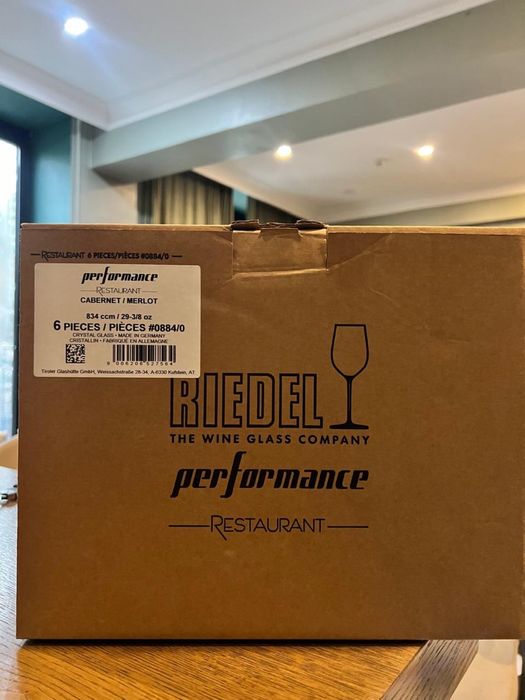 RESTAURANT 6 PIECES/PIÈCES #0884/0
performance
RESTAURANT
CABERNET / MERLOT
834 ccm / 29-3/8 oz
6 PIECES / PIÈCES #0884/0
CRYSTAL GLASS • MADE IN GERMANY
CRISTALLIN • FABRIQUÉ EN ALLEMAGNE
Tiroler Glashütte GmbH, Weissachstraße 28-34, A-6330 Kufstein, AT
RIEDEL
THE WINE GLASS COMPANY
performance
RESTAURANT